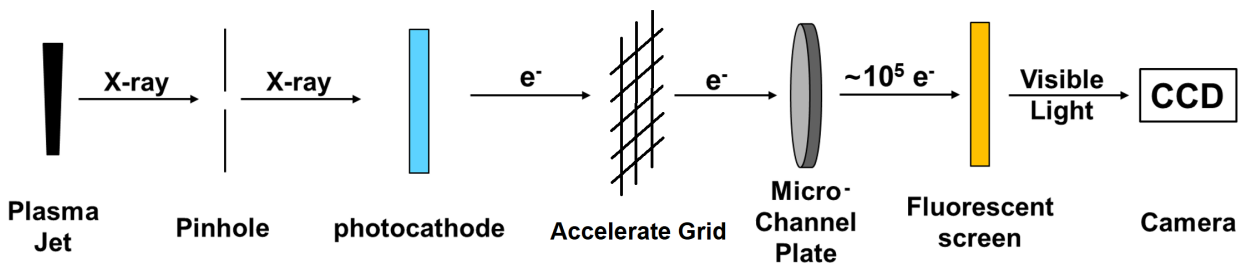 X-ray
X-ray
e-
e-
~10⁵ e-
Visible
Light
CCD
Plasma
Jet
Pinhole
photocathode
Accelerate Grid
Micro-
Channel
Plate
Fluorescent
screen
Camera